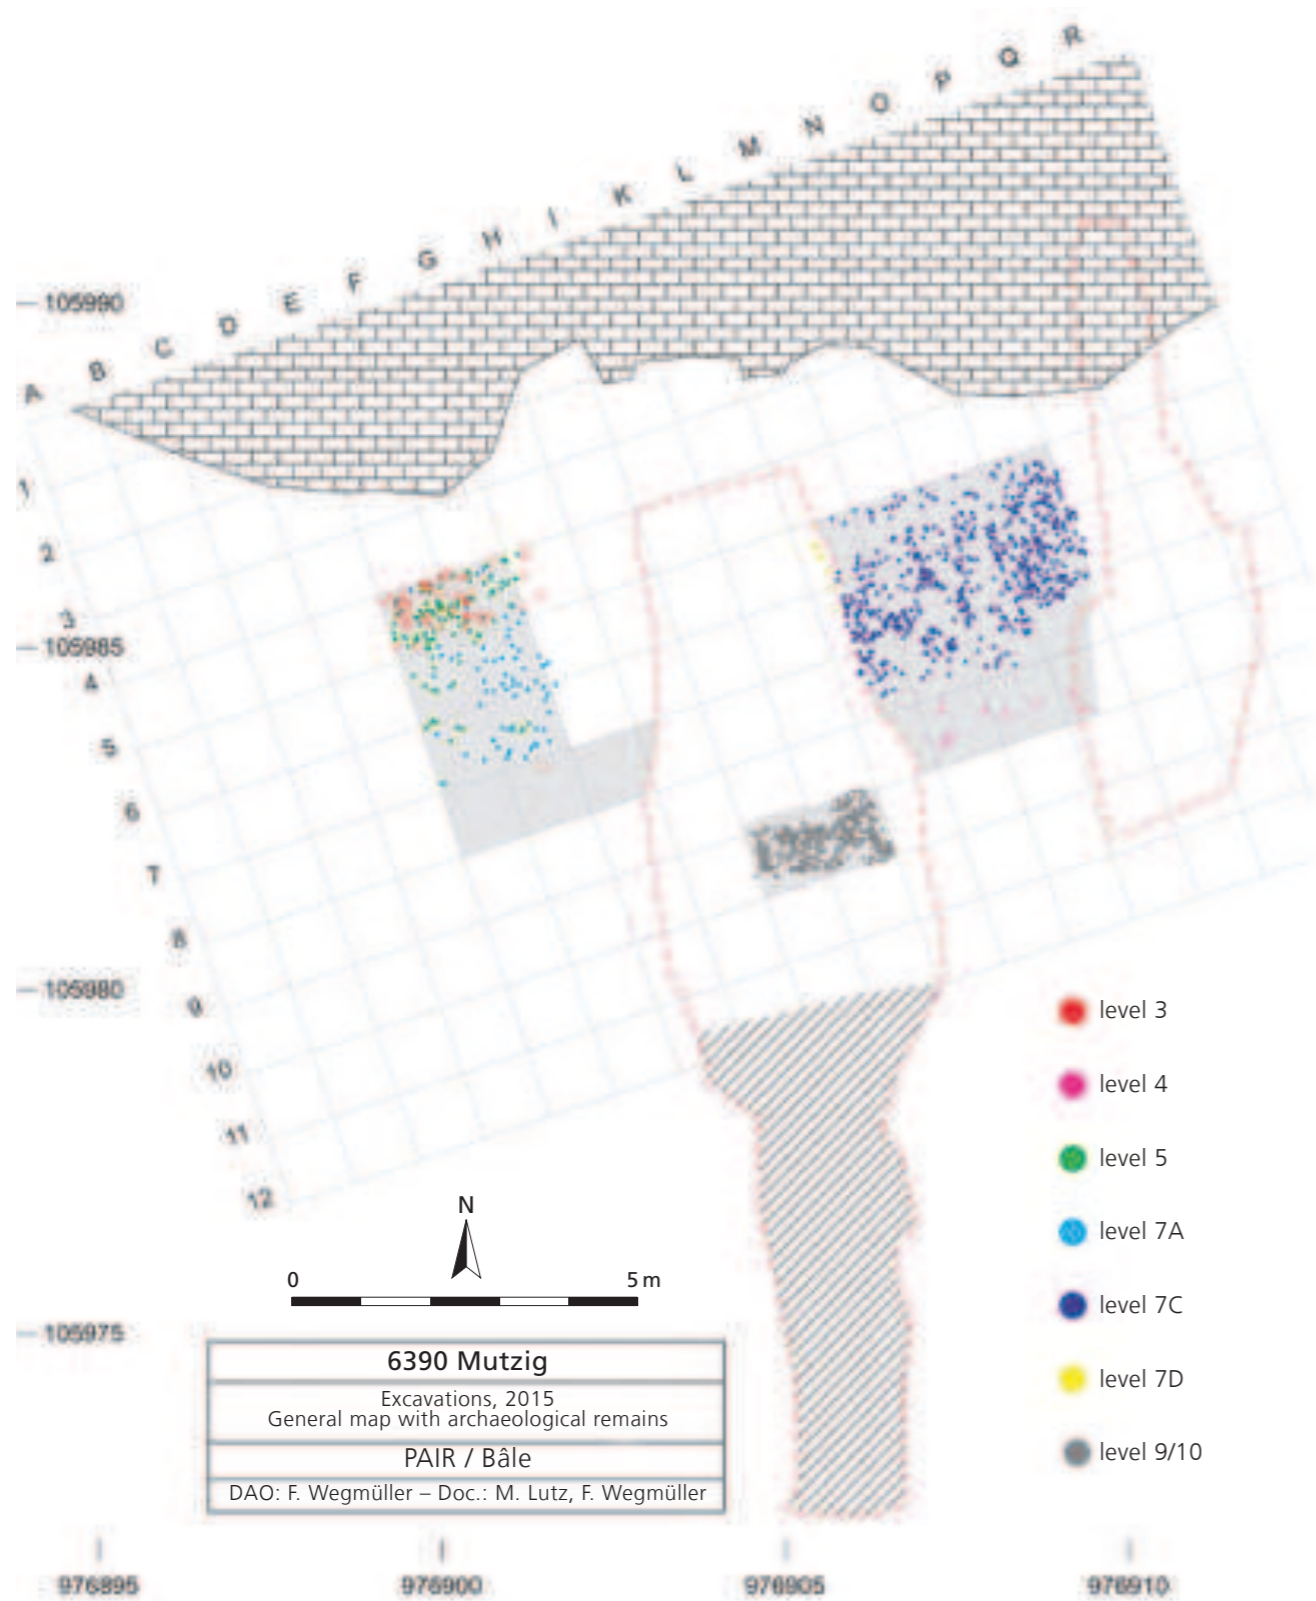 A B C D E F G H I K L M N O P Q R
105990
1
2
3
105985
4
5
6
7
8
105980
9
10
11
12
level 3
level 4
level 5
level 7A
level 7C
level 7D
level 9/10
N
0 5 m
105975
6390 Mutzig
Excavations, 2015
General map with archaeological remains
PAIR / Bâle
DAO: F. Wegmüller – Doc.: M. Lutz, F. Wegmüller
976895 976900 976905 976910